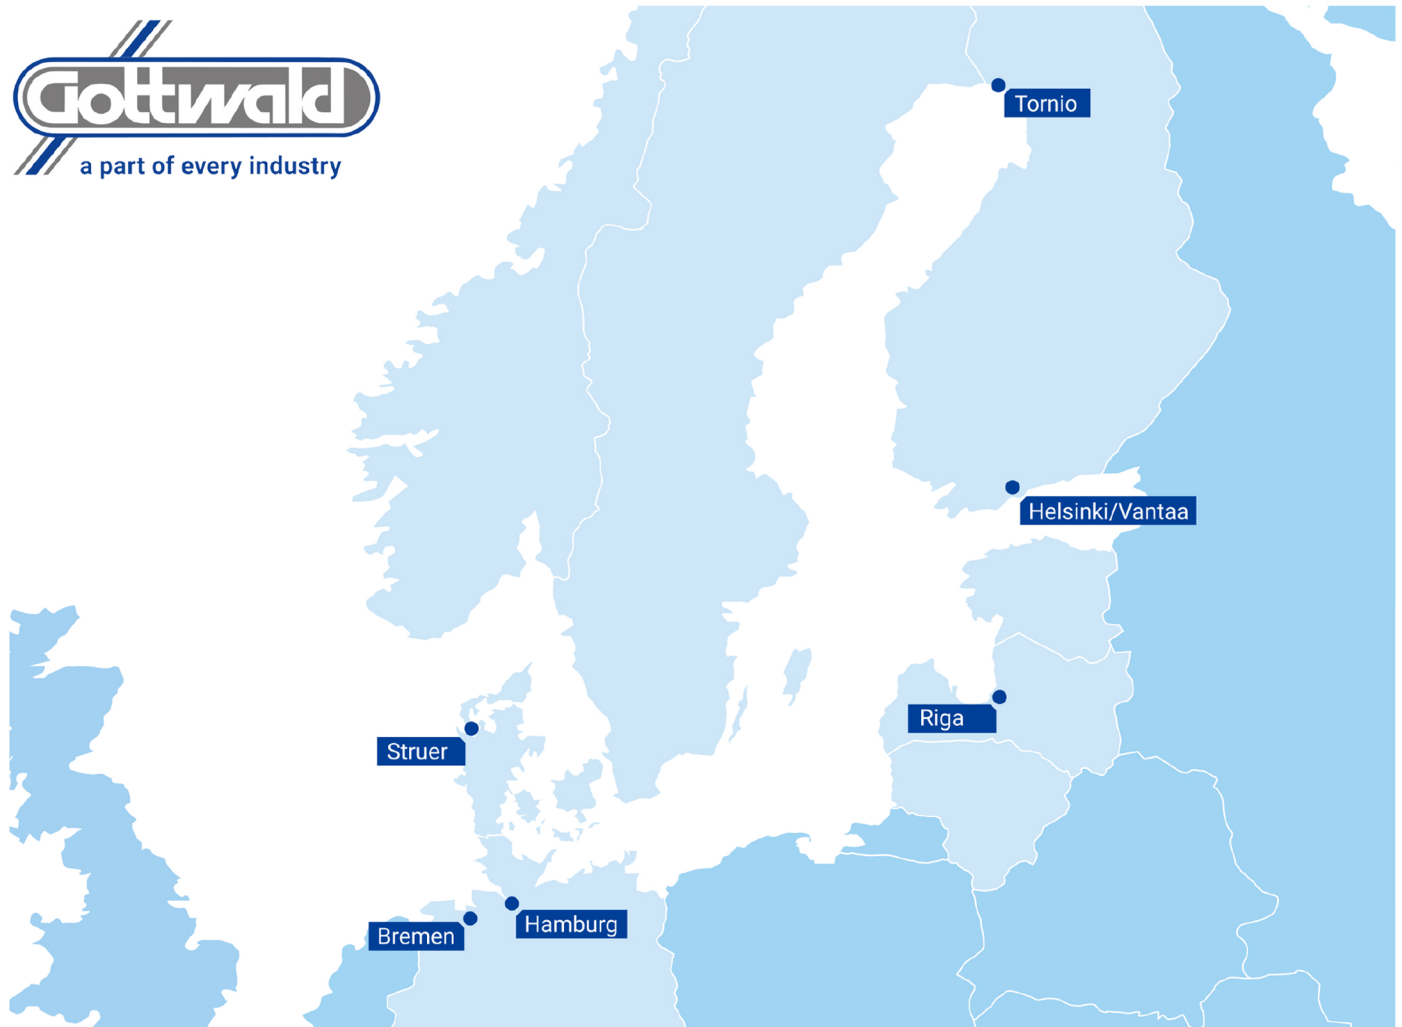 Gottwald
a part of every industry
Tornio
Helsinki/Vantaa
Riga
Struer
Hamburg
Bremen